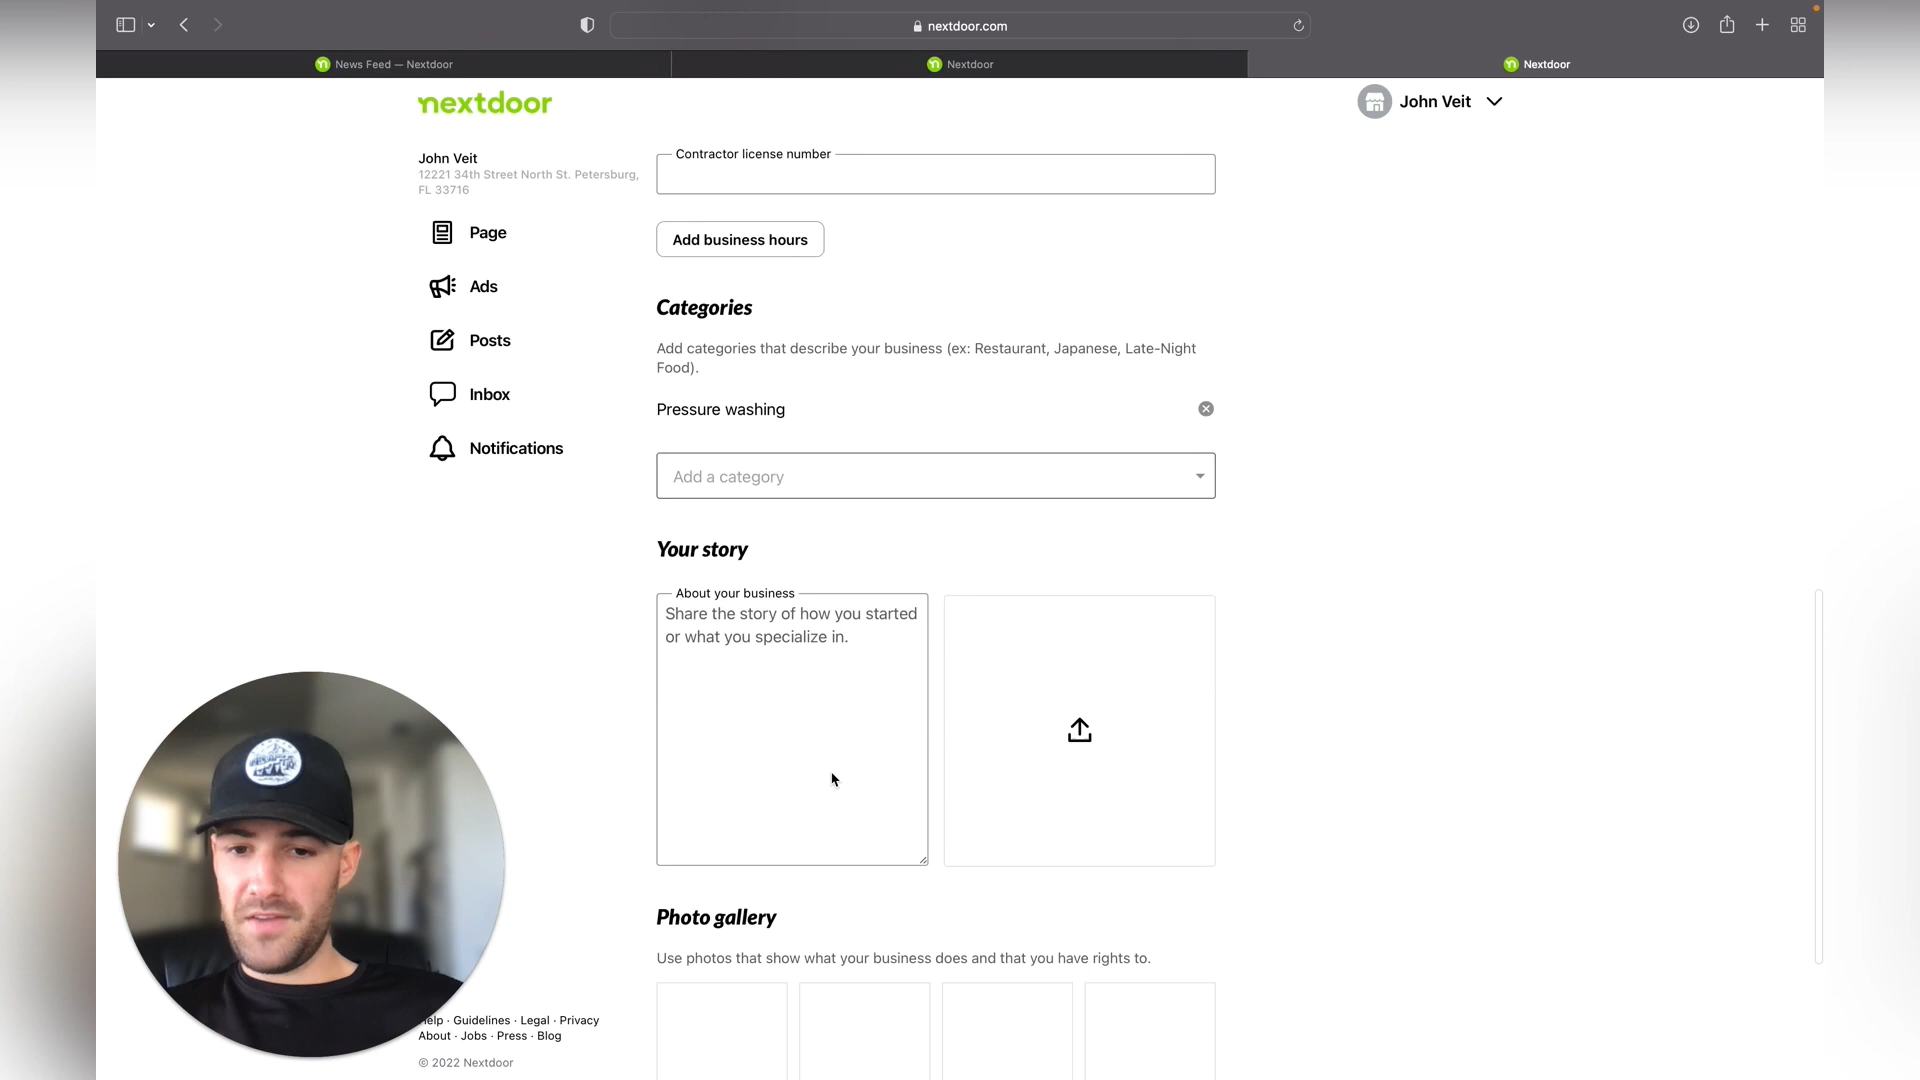 nextdoor.com
News Feed — Nextdoor
Nextdoor
Nextdoor
nextdoor
John Veit
John Veit
12221 34th Street North St. Petersburg,
FL 33716
Page
Ads
Posts
Inbox
Notifications
Contractor license number
Add business hours
Categories
Add categories that describe your business (ex: Restaurant, Japanese, Late-Night
Food).
Pressure washing
Add a category
Your story
About your business
Share the story of how you started
or what you specialize in.
Photo gallery
Use photos that show what your business does and that you have rights to.
Help · Guidelines · Legal · Privacy
About · Jobs · Press · Blog
© 2022 Nextdoor